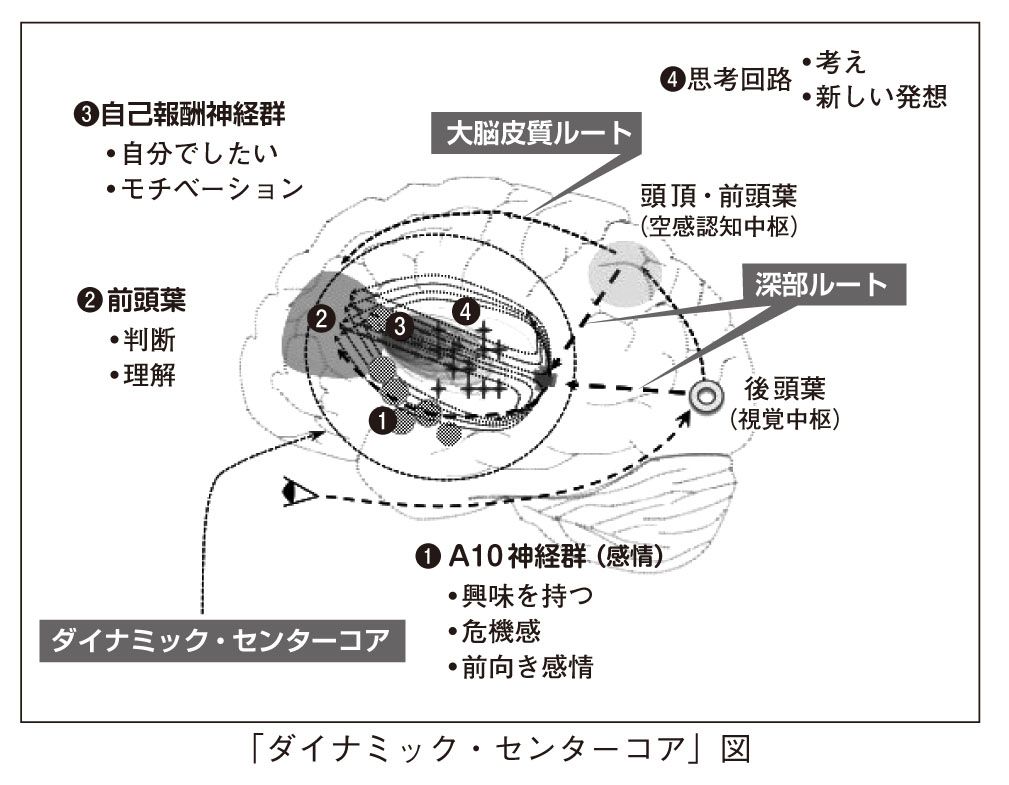 ❹思考回路
•考え
•新しい発想
❸自己報酬神経群
•自分でしたい
•モチベーション
大脳皮質ルート
頭頂・前頭葉
(空感認知中枢)
深部ルート
❷前頭葉
•判断
•理解
❷
❸
❹
❶
後頭葉
(視覚中枢)
❶A10神経群(感情)
•興味を持つ
•危機感
•前向き感情
ダイナミック・センターコア
「ダイナミック・センターコア」図